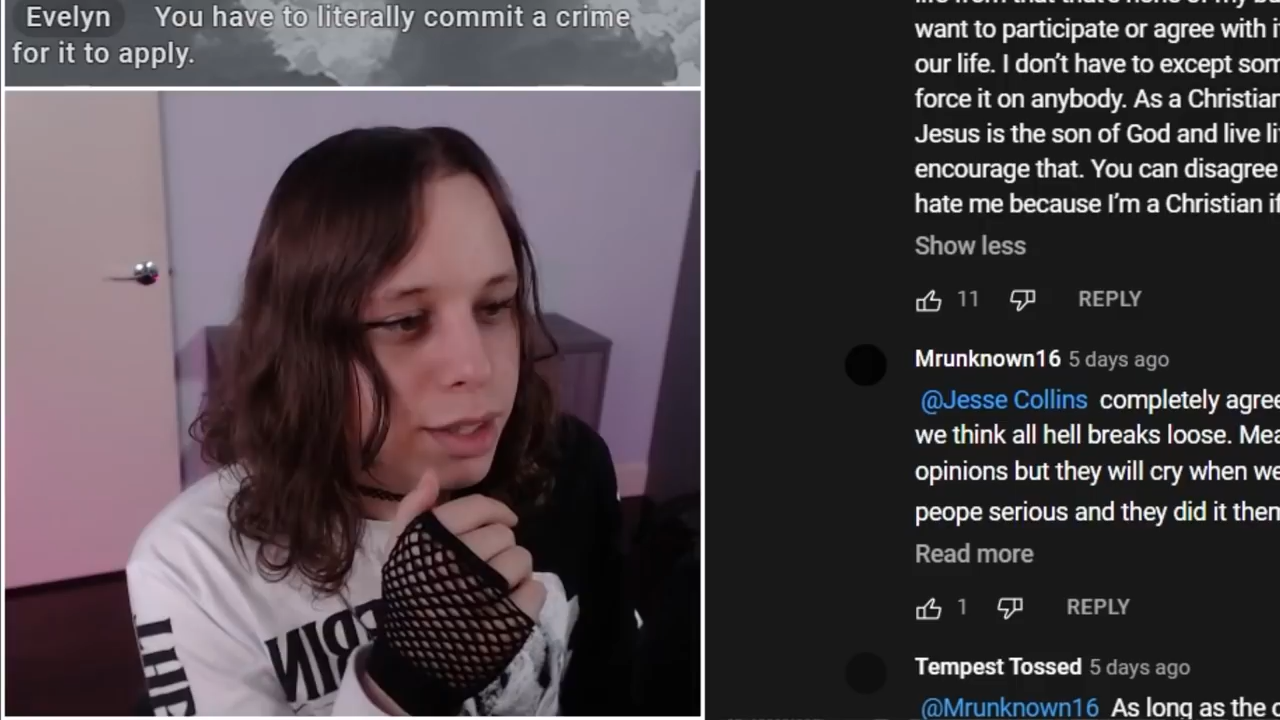 Evelyn You have to literally commit a crime
for it to apply.
want to participate or agree with i
our life. I don't have to except som
force it on anybody. As a Christian
Jesus is the son of God and live li
encourage that. You can disagree
hate me because I'm a Christian if
Show less
11 REPLY
Mrunknown16 5 days ago
@Jesse Collins completely agree
we think all hell breaks loose. Mea
opinions but they will cry when we
peope serious and they did it them
Read more
1 REPLY
Tempest Tossed 5 days ago
@Mrunknown16 As long as the c